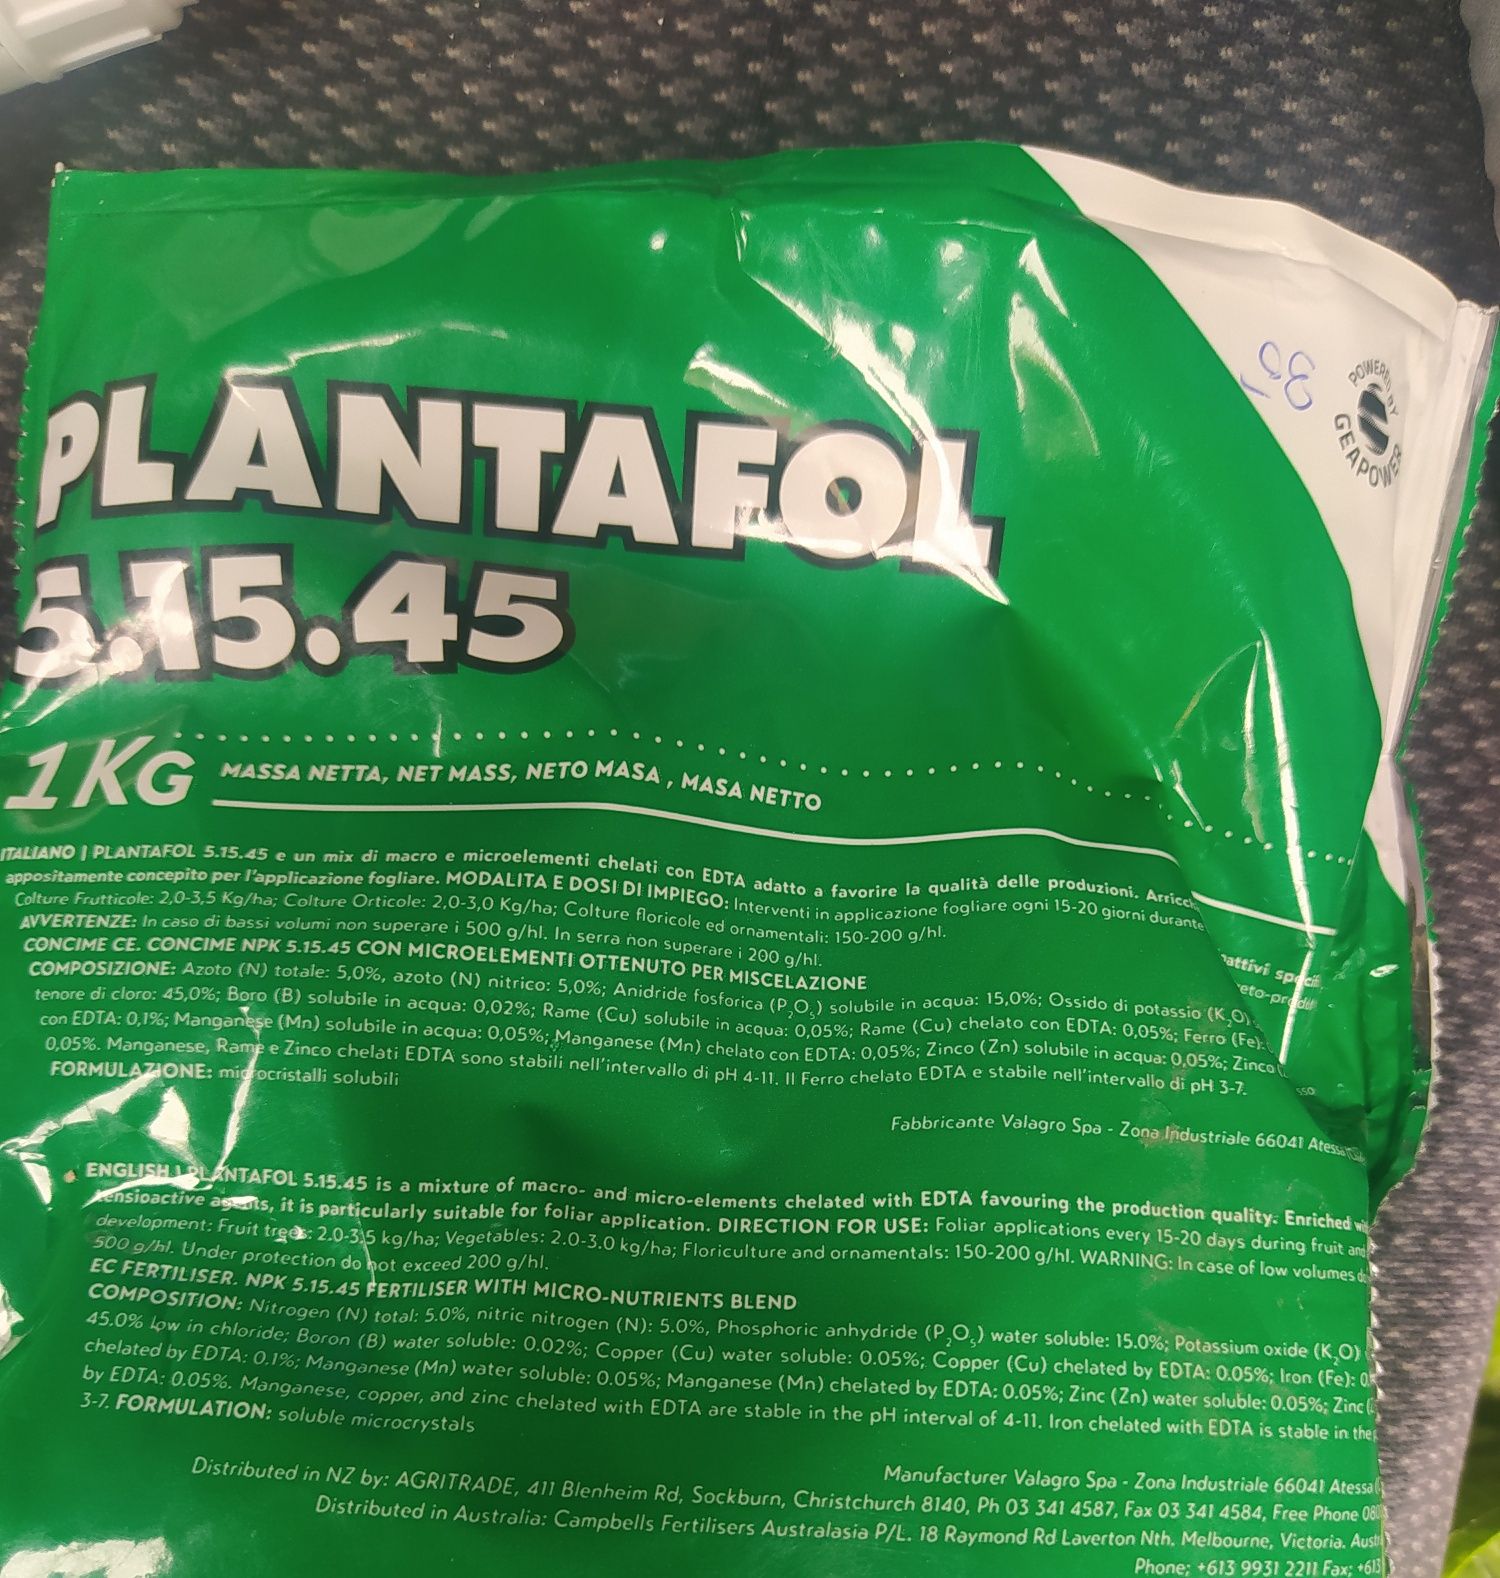 POWERED BY
GEAPOWER
PLANTAFOL
5.15.45
1KG MASSA NETTA, NET MASS, NETO MASA, MASA NETTO
ITALIANO | PLANTAFOL 5.15.45 e un mix di macro e microelementi chelati con EDTA adatto a favorire la qualità delle produzioni.
appositamente concepito per l'applicazione fogliare. MODALITA E DOSI DI IMPIEGO: Interventi in applicazione fogliare ogni 15-20 giorni durante
Colture Frutticole: 2,0-3,5 Kg/ha; Colture Orticole: 2,0-3,0 Kg/ha; Colture floricole ed ornamentali: 150-200 g/hl.
AVVERTENZE: In caso di bassi volumi non superare i 500 g/hl. In serra non superare i 200 g/hl.
CONCIME CE. CONCIME NPK 5.15.45 CON MICROELEMENTI OTTENUTO PER MISCELAZIONE
COMPOSIZIONE: Azoto (N) totale: 5,0%, azoto (N) nitrico: 5,0%; Anidride fosforica (P₂O₅) solubile in acqua: 15,0%; Ossido di potassio (K₂O)
tenore di cloro: 45,0%; Boro (B) solubile in acqua: 0,02%; Rame (Cu) solubile in acqua: 0,05%; Rame (Cu) chelato con EDTA: 0,05%; Ferro (Fe):
con EDTA: 0,1%; Manganese (Mn) solubile in acqua: 0,05%; Manganese (Mn) chelato con EDTA: 0,05%; Zinco (Zn) solubile in acqua: 0,05%; Zinco
0,05%. Manganese, Rame e Zinco chelati EDTA sono stabili nell'intervallo di pH 4-11. Il Ferro chelato EDTA e stabile nell'intervallo di pH 3-7.
FORMULAZIONE: microcristalli solubili
Fabbricante Valagro Spa - Zona Industriale 66041 Atessa
ENGLISH | PLANTAFOL 5.15.45 is a mixture of macro- and micro-elements chelated with EDTA favouring the production quality. Enriched
tensioactive agents, it is particularly suitable for foliar application. DIRECTION FOR USE: Foliar applications every 15-20 days during fruit and
development: Fruit trees: 2.0-3.5 kg/ha; Vegetables: 2.0-3.0 kg/ha; Floriculture and ornamentals: 150-200 g/hl. WARNING: In case of low volumes
500 g/hl. Under protection do not exceed 200 g/hl.
EC FERTILISER. NPK 5.15.45 FERTILISER WITH MICRO-NUTRIENTS BLEND
COMPOSITION: Nitrogen (N) total: 5.0%, nitric nitrogen (N): 5.0%, Phosphoric anhydride (P₂O₅) water soluble: 15.0%; Potassium oxide (K₂O)
45.0% low in chloride; Boron (B) water soluble: 0.02%; Copper (Cu) water soluble: 0.05%; Copper (Cu) chelated by EDTA: 0.05%; Iron (Fe):
chelated by EDTA: 0.1%; Manganese (Mn) water soluble: 0.05%; Manganese (Mn) chelated by EDTA: 0.05%; Zinc (Zn) water soluble: 0.05%; Zinc
by EDTA: 0.05%. Manganese, copper, and zinc chelated with EDTA are stable in the pH interval of 4-11. Iron chelated with EDTA is stable in the
3-7. FORMULATION: soluble microcrystals
Manufacturer Valagro Spa - Zona Industriale 66041 Atessa
Distributed in NZ by: AGRITRADE, 411 Blenheim Rd, Sockburn, Christchurch 8140, Ph 03 341 4587, Fax 03 341 4584, Free Phone
Distributed in Australia: Campbells Fertilisers Australasia P/L. 18 Raymond Rd Laverton Nth. Melbourne, Victoria.
Phone; +613 9931 2211 Fax; +613